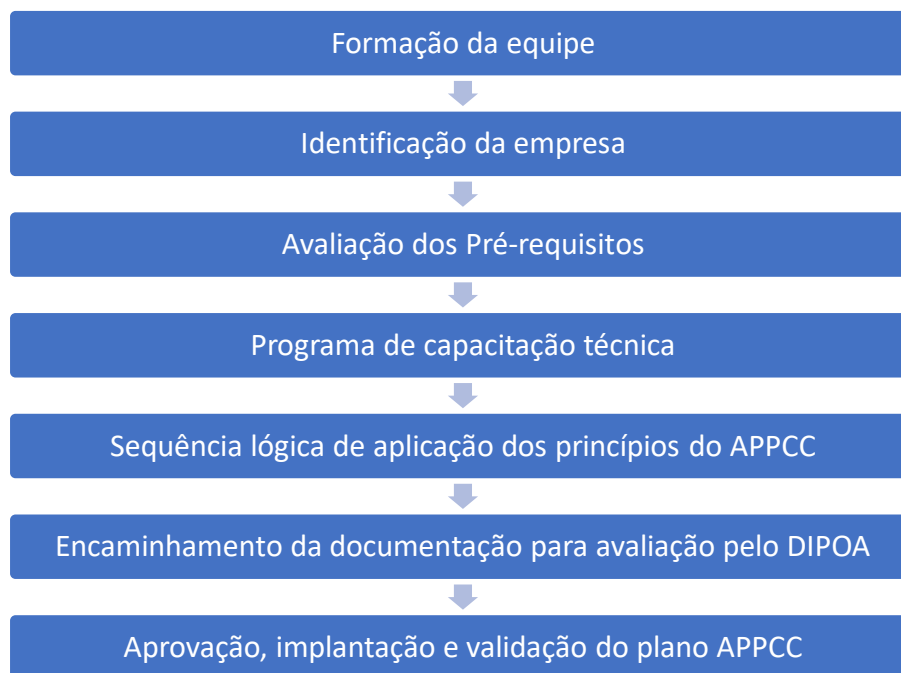 Formação da equipe
Identificação da empresa
Avaliação dos Pré-requisitos
Programa de capacitação técnica
Sequência lógica de aplicação dos princípios do APPCC
Encaminhamento da documentação para avaliação pelo DIPOA
Aprovação, implantação e validação do plano APPCC